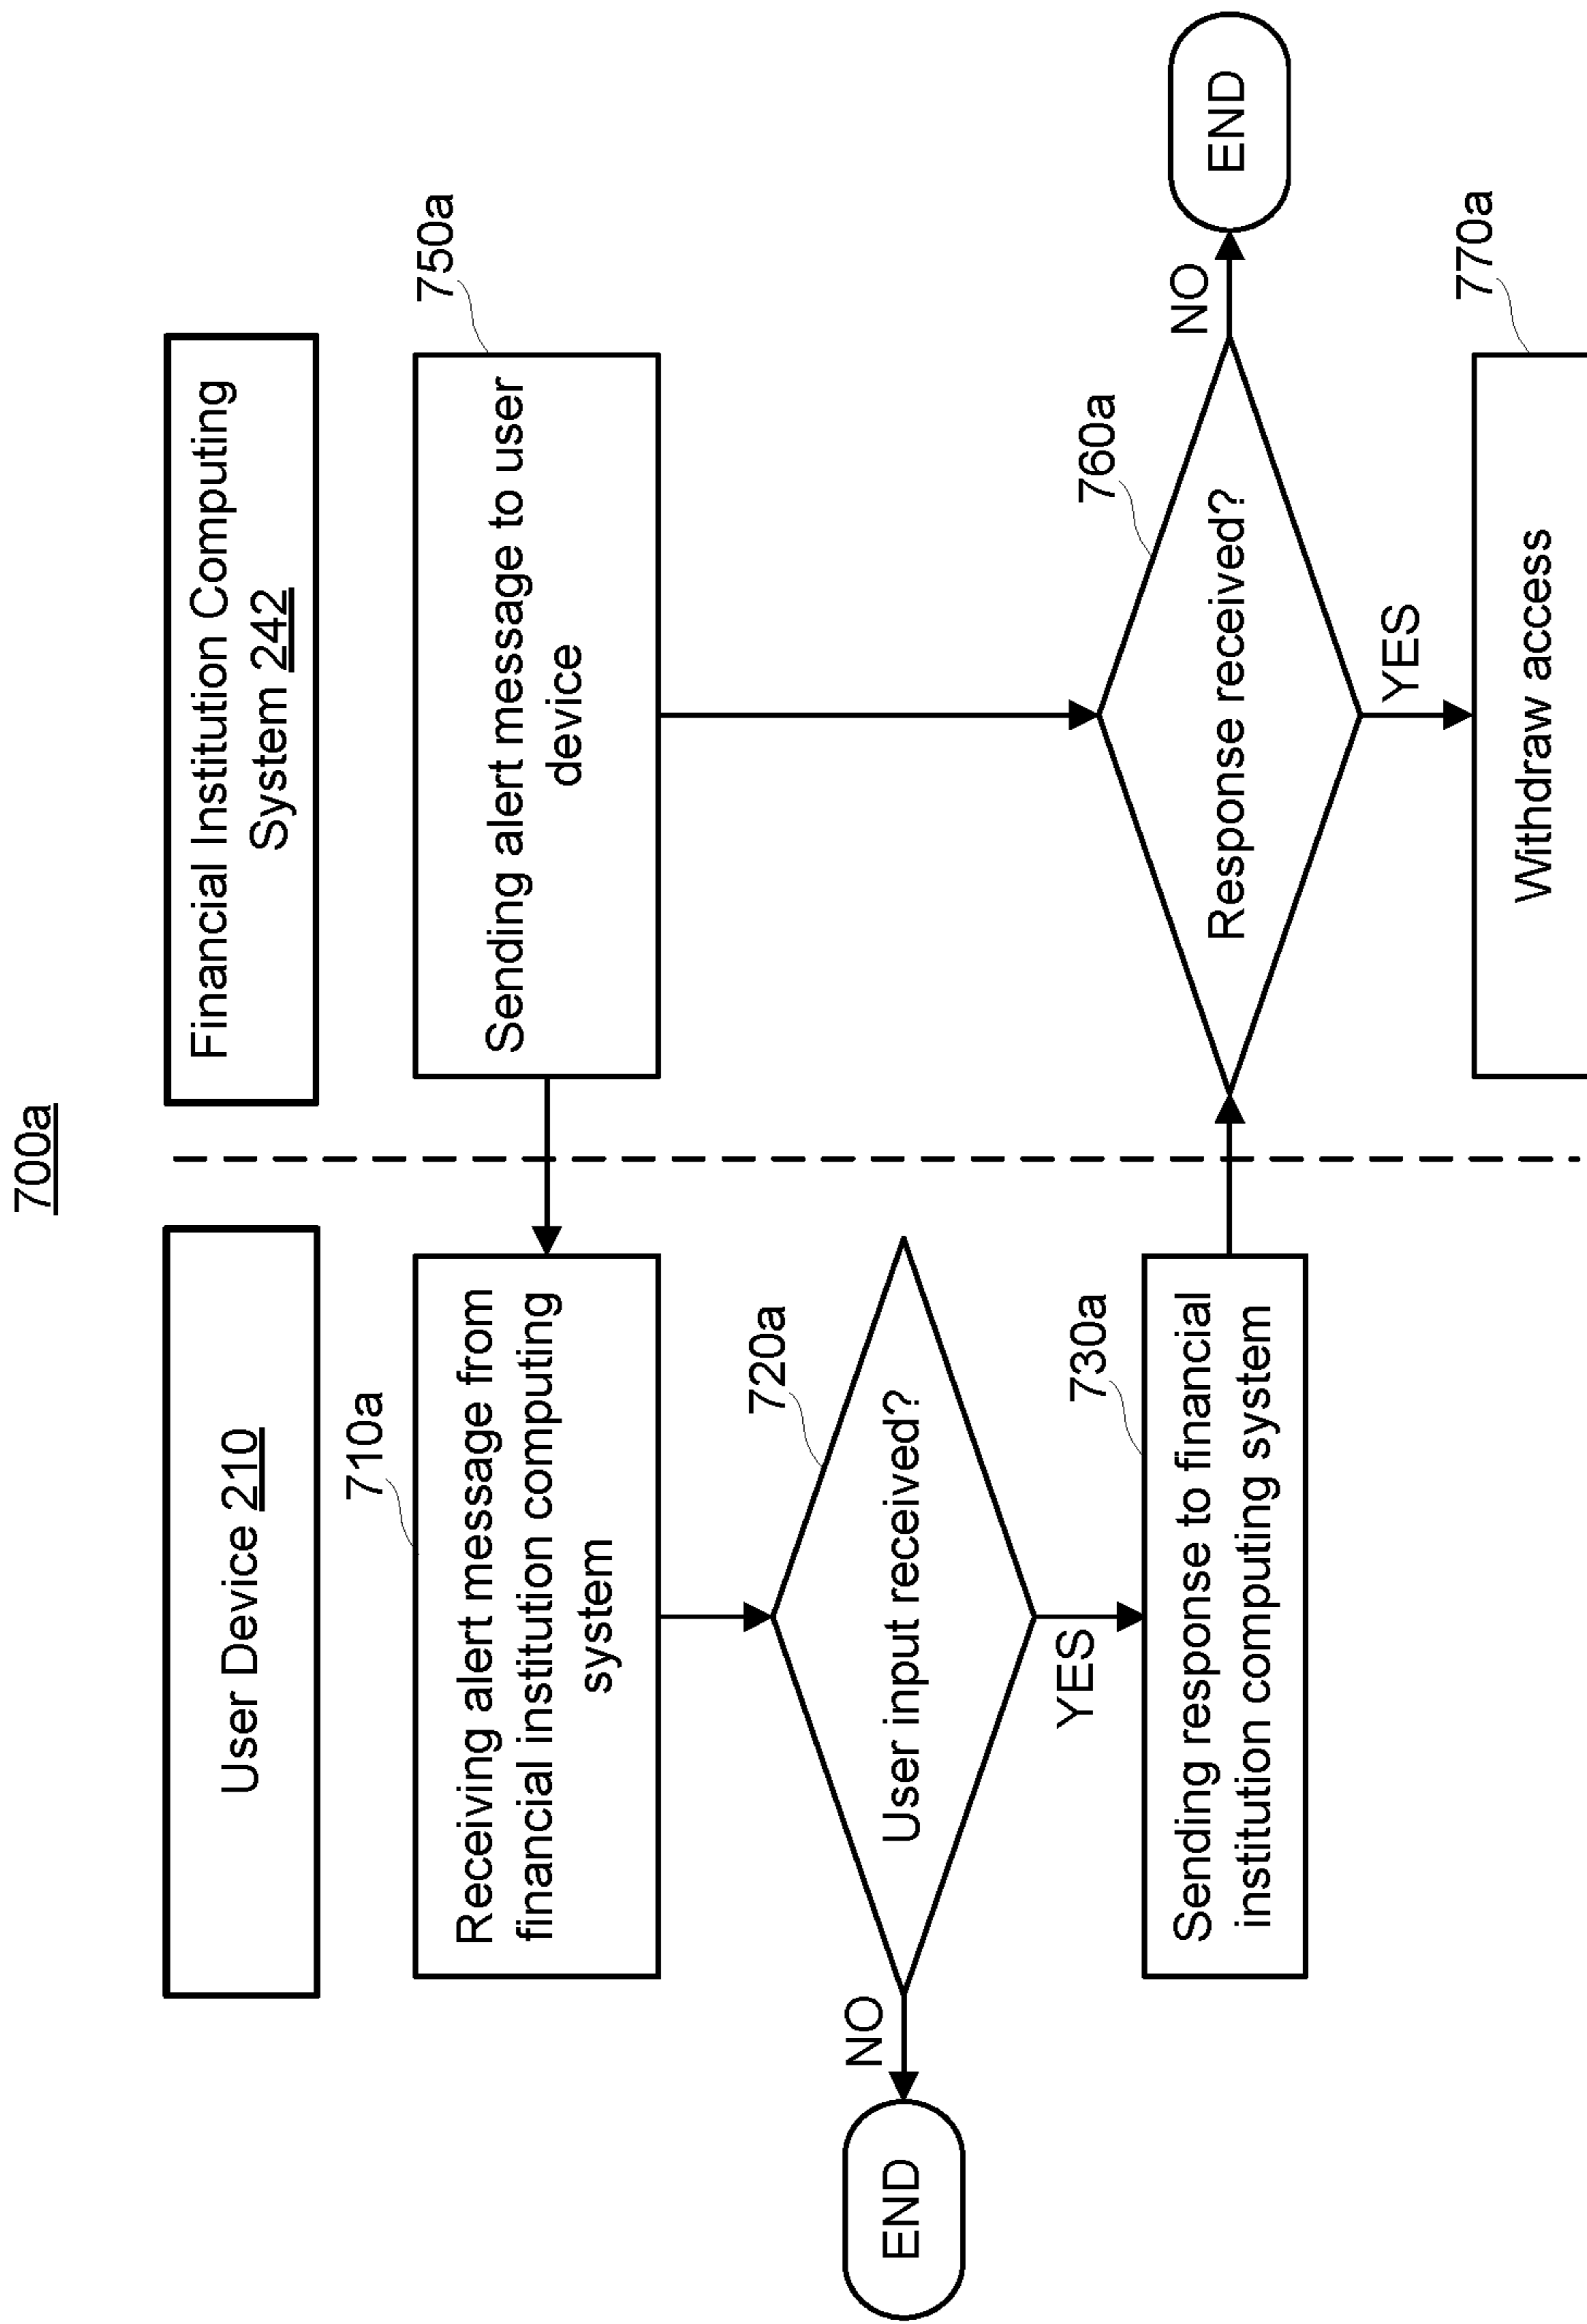 700a
User Device 210
Financial Institution Computing
System 242
710a
Receiving alert message from
financial institution computing
system
750a
Sending alert message to user
device
720a
User input received?
NO
END
YES
730a
Sending response to financial
institution computing system
760a
Response received?
NO
END
YES
770a
Withdraw access